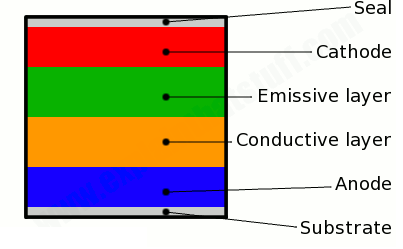 Seal
Cathode
Emissive layer
Conductive layer
Anode
Substrate